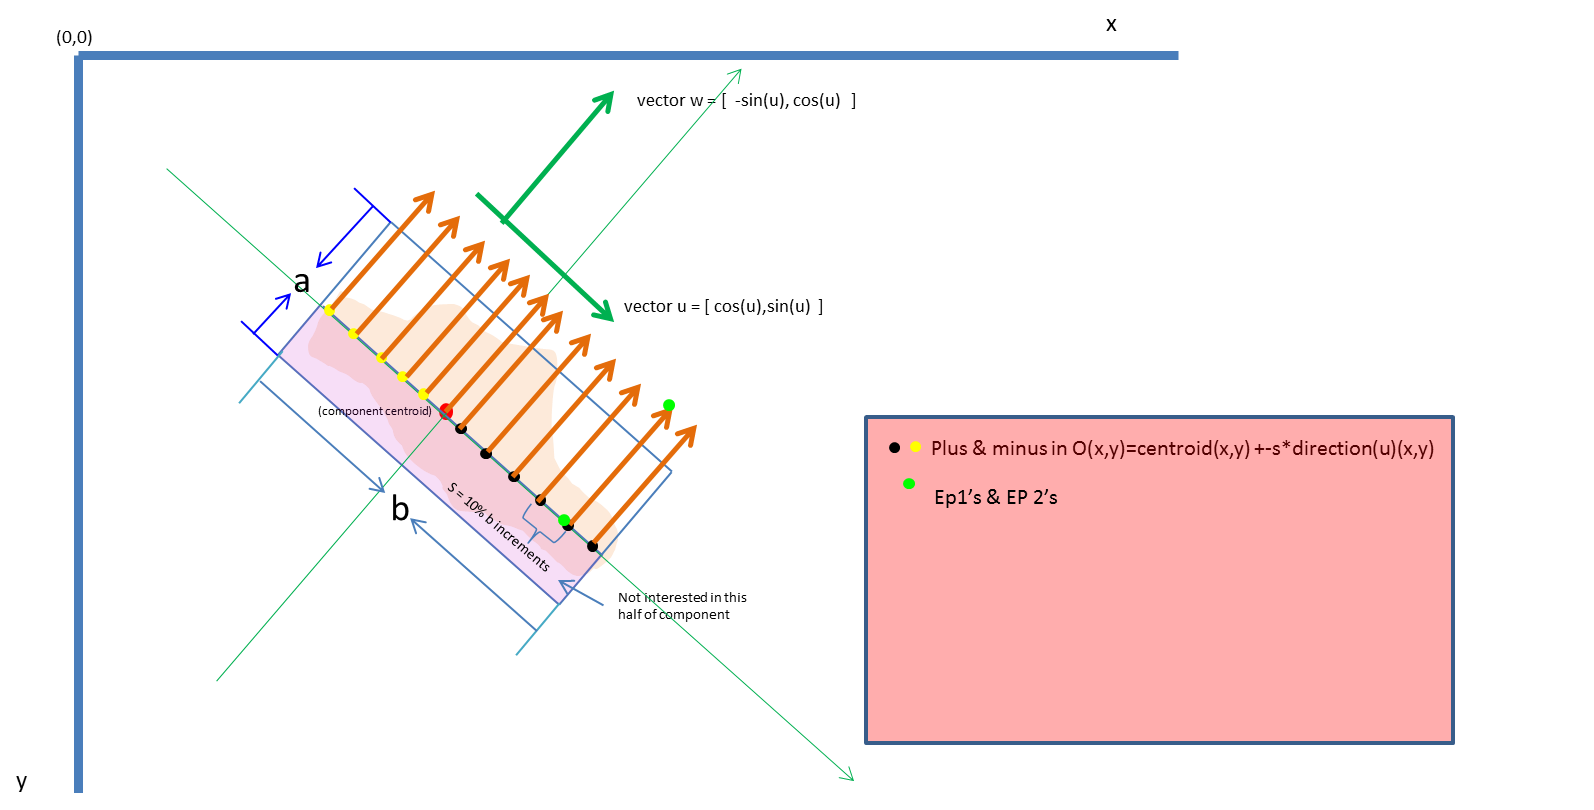 x
(0,0)
vector w = [  -sin(u), cos(u)  ]
a
vector u = [ cos(u),sin(u)  ]
(component centroid)
b
S = 10% b increments
Not interested in this
half of component
Plus & minus in O(x,y)=centroid(x,y) +-s*direction(u)(x,y)
Ep1’s & EP 2’s
y